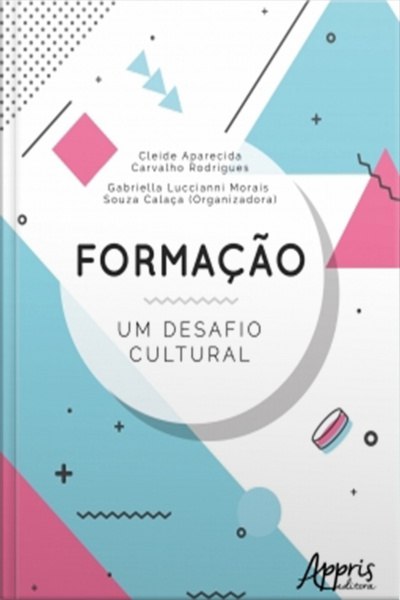 Cleide Aparecida
Carvalho Rodrigues
Gabriella Luccianni Morais
Souza Calaça (Organizadora)
FORMAÇÃO
UM DESAFIO
CULTURAL
Appris
editora